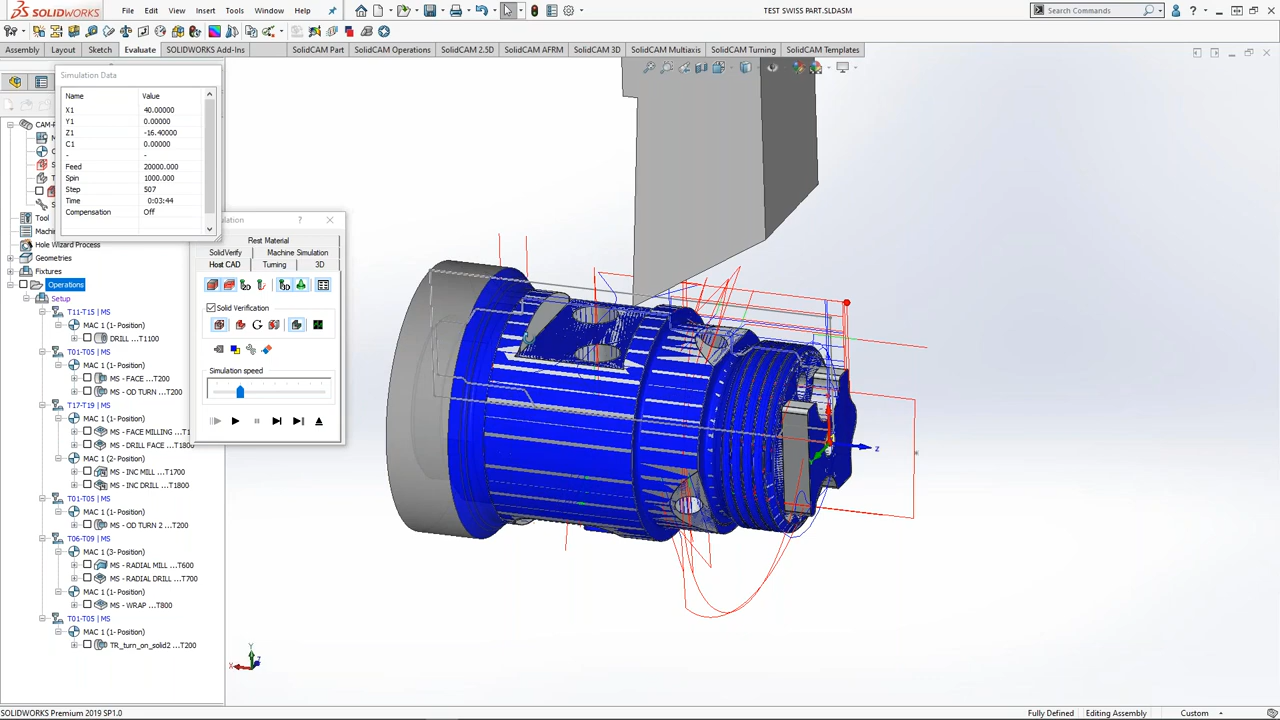 SOLIDWORKS File Edit View Insert Tools Window Help TEST SWISS PART.SLDASM Search Commands
Assembly Layout Sketch Evaluate SOLIDWORKS Add-Ins SolidCAM Part SolidCAM Operations SolidCAM 2.5D SolidCAM AFRM SolidCAM 3D SolidCAM Multiaxis SolidCAM Turning SolidCAM Templates
Simulation Data
Name Value
X1 40.00000
Y1 0.00000
Z1 -16.40000
C1 0.00000
- -
Feed 20000.000
Spin 1000.000
Step 507
Time 0:03:44
Compensation Off
CAM-
Tool
Machi
Hole Wizard Process
Geometries
Fixtures
Operations
Setup
T11-T15 | MS
MAC 1 (1- Position)
DRILL ...T1100
T01-T05 | MS
MAC 1 (1- Position)
MS - FACE ...T200
MS - OD TURN ...T200
T17-T19 | MS
MAC 1 (1- Position)
MS - FACE MILLING ...T1
MS - DRILL FACE ...T1800
MAC 1 (2- Position)
MS - INC MILL ...T1700
MS - INC DRILL ...T1800
T01-T05 | MS
MAC 1 (1- Position)
MS - OD TURN 2 ...T200
T06-T09 | MS
MAC 1 (3- Position)
MS - RADIAL MILL ...T600
MS - RADIAL DRILL ...T700
MAC 1 (1- Position)
MS - WRAP ...T800
T01-T05 | MS
MAC 1 (1- Position)
TR_turn_on_solid2 ...T200
ulation ?
Rest Material
SolidVerify Machine Simulation
Host CAD Turning 3D
Solid Verification
Simulation speed
z
Y
X
Z
SOLIDWORKS Premium 2019 SP1.0 Fully Defined Editing Assembly Custom